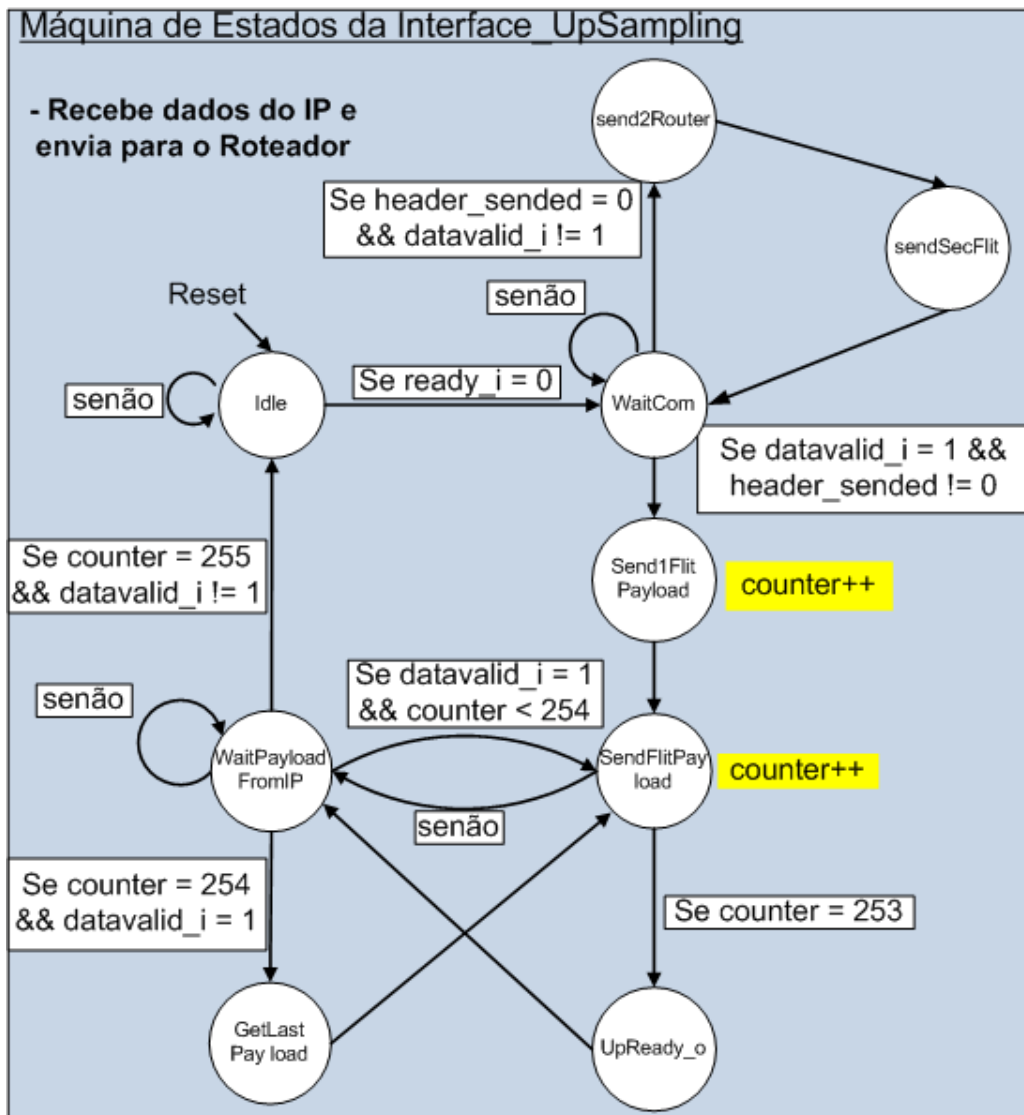 Máquina de Estados da Interface_UpSampling
- Recebe dados do IP e
envia para o Roteador
send2Router
Se header_sended = 0
&& datavalid_i != 1
sendSecFlit
Reset
senão
senão
Idle
Se ready_i = 0
WaitCom
Se datavalid_i = 1 &&
header_sended != 0
Se counter = 255
&& datavalid_i != 1
Send1Flit
Payload
counter++
senão
Se datavalid_i = 1
&& counter < 254
WaitPayload
FromIP
SendFlitPay
load
counter++
senão
Se counter = 254
&& datavalid_i = 1
Se counter = 253
GetLast
Pay load
UpReady_o